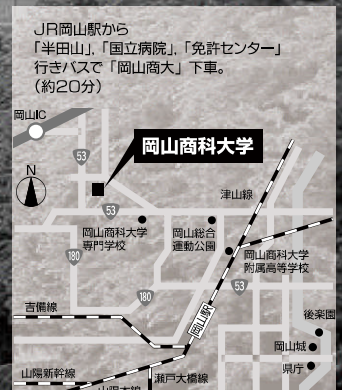 JR岡山駅から
「半田山」，「国立病院」，「免許センター」
行きバスで「岡山商大」下車。
（約20分）
岡山IC
53
岡山商科大学
N
津山線
53
岡山商科大学
専門学校
岡山総合
運動公園
岡山商科大学
附属高等学校
180
53
180
吉備線
岡山駅
後楽園
岡山城
山陽新幹線
瀬戸大橋線
県庁
山陽本線